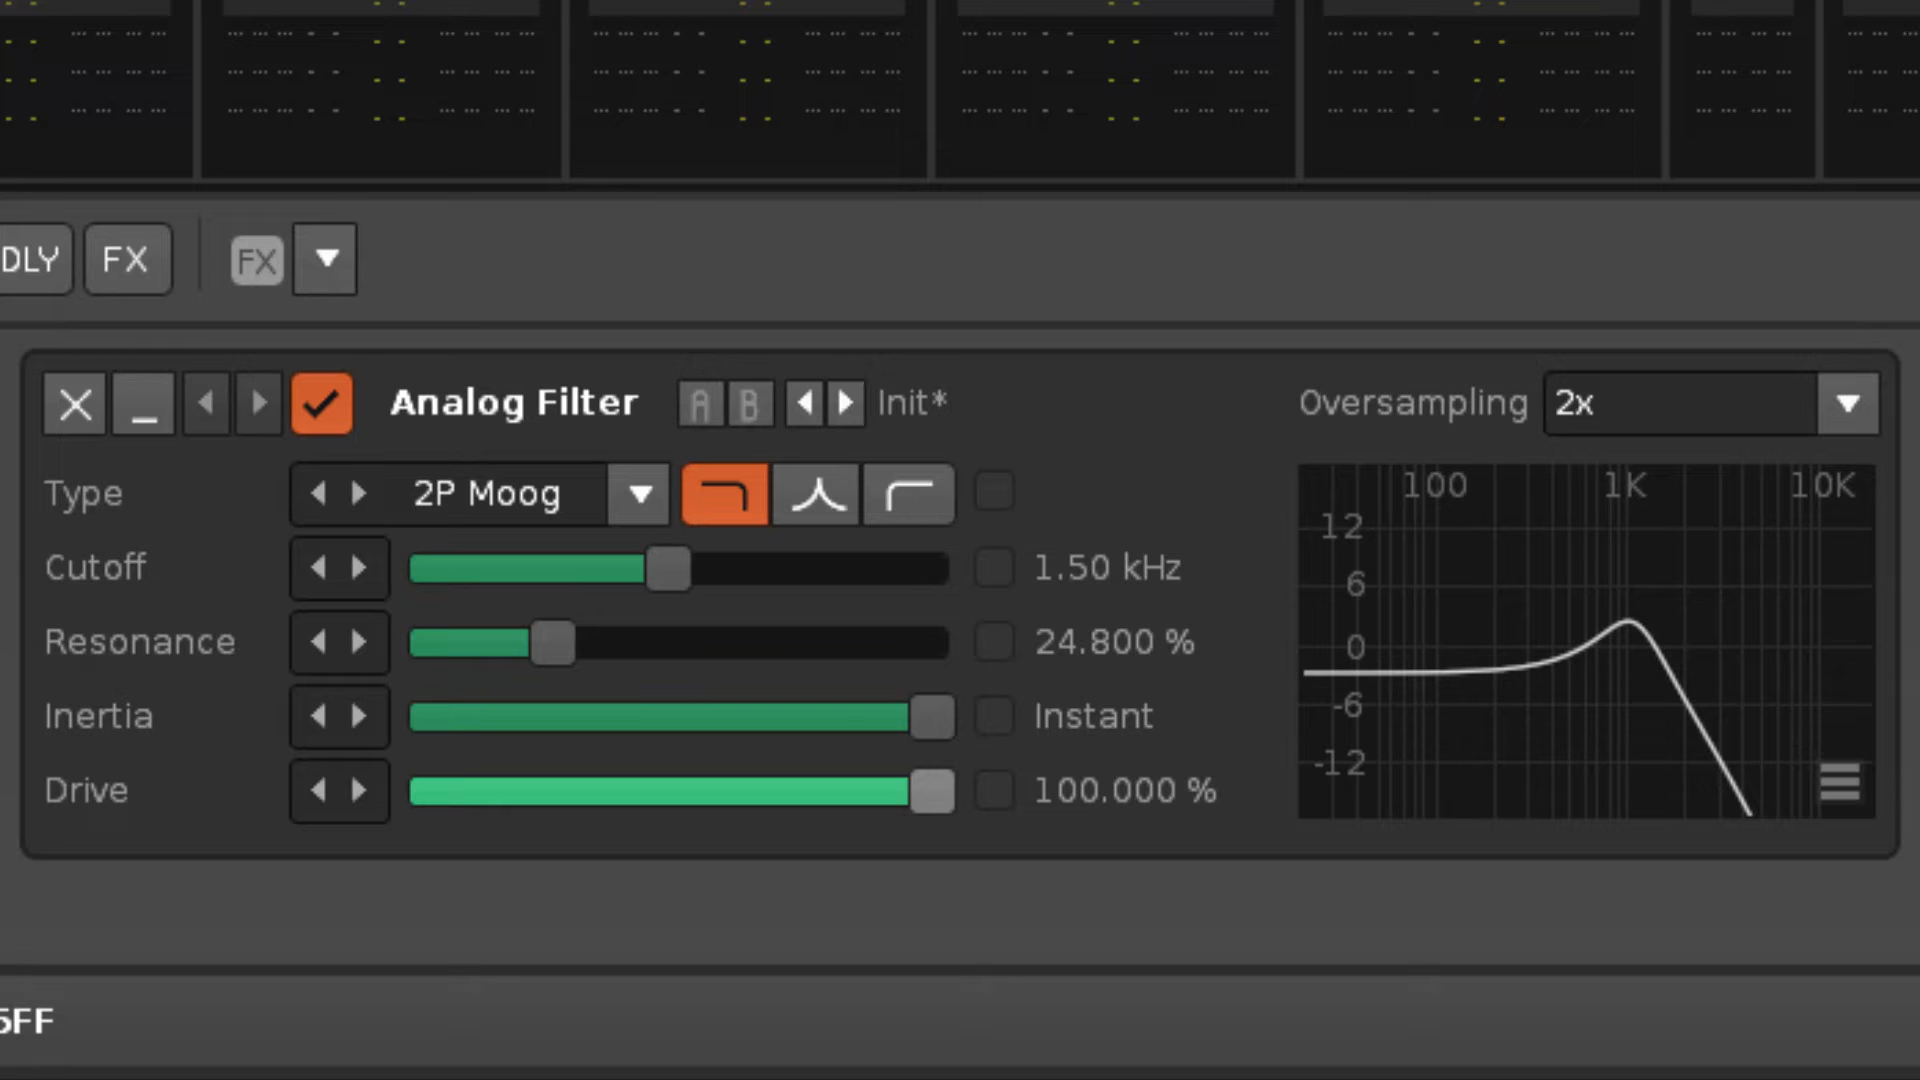 DLY FX FX
Analog Filter A B Init* Oversampling 2x
Type 2P Moog
Cutoff 1.50 kHz
Resonance 24.800 %
Inertia Instant
Drive 100.000 %
100 1K 10K
12
6
0
-6
-12
5FF